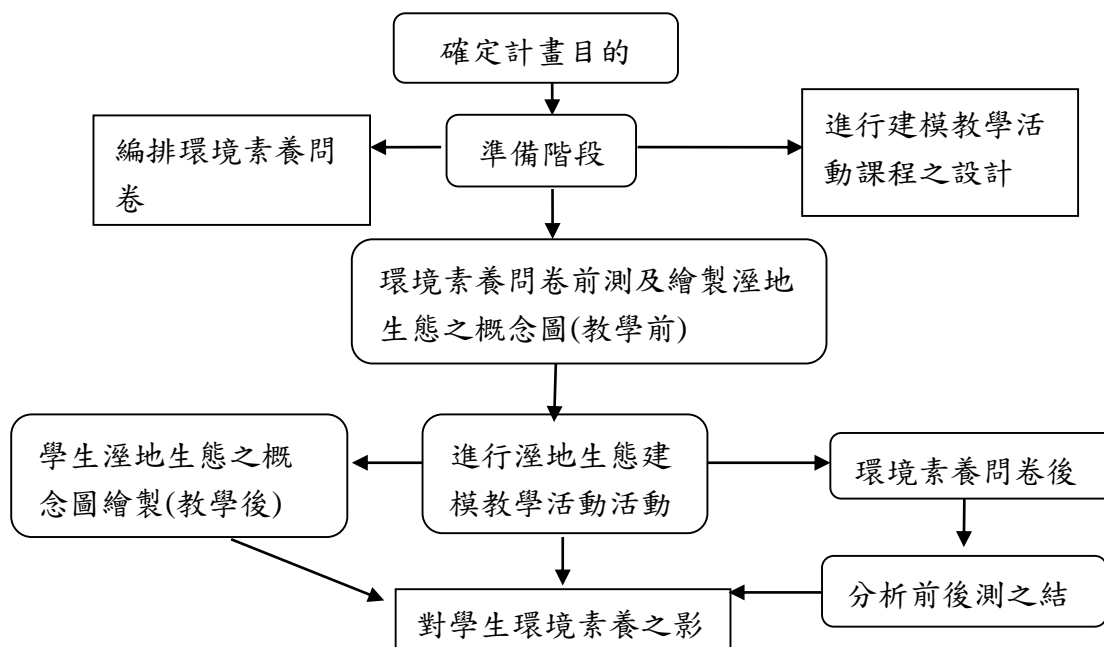 確定計畫目的
編排環境素養問
卷
準備階段
進行建模教學活
動課程之設計
環境素養問卷前測及繪製溼地
生態之概念圖(教學前)
學生溼地生態之概
念圖繪製(教學後)
進行溼地生態建
模教學活動活動
環境素養問卷後
分析前後測之結
對學生環境素養之影